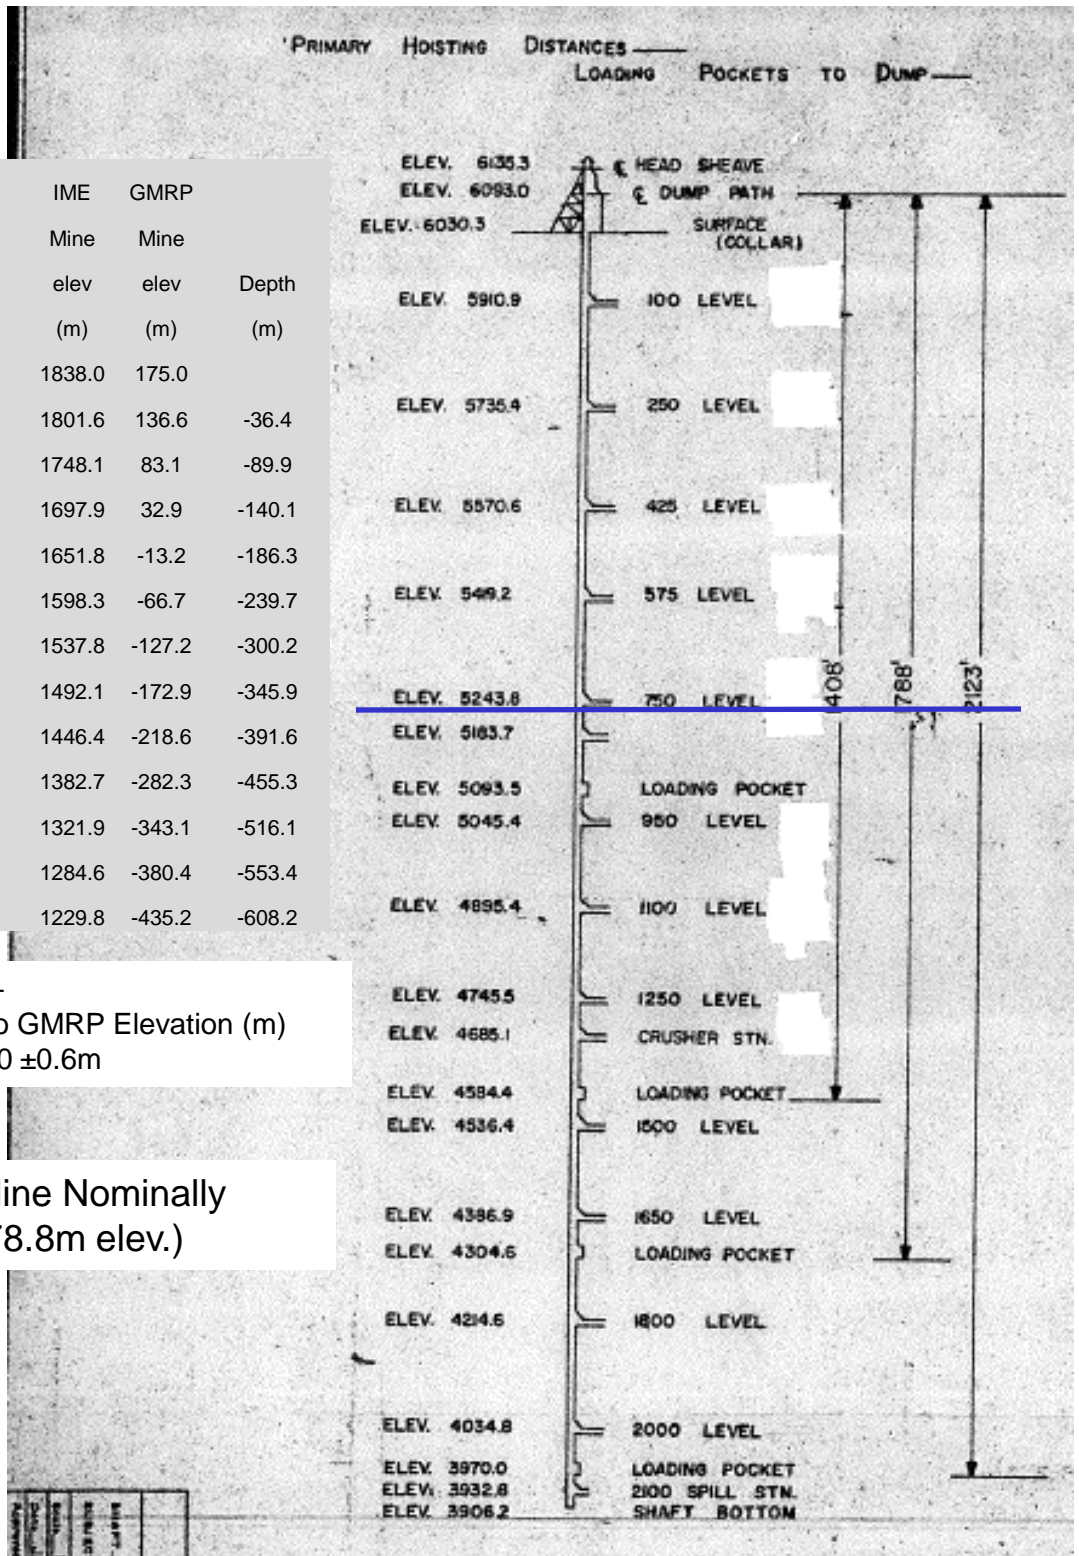 PRIMARY HOISTING DISTANCES
LOADING POCKETS TO DUMP
ELEV. 6135.3 ℄ HEAD SHEAVE
ELEV. 6093.0 ℄ DUMP PATH
ELEV. 6030.3 SURFACE
(COLLAR)
ELEV. 5910.9 100 LEVEL
ELEV. 5735.4 250 LEVEL
ELEV. 5570.6 425 LEVEL
ELEV. 5419.2 575 LEVEL
ELEV. 5243.8 750 LEVEL
ELEV. 5183.7
ELEV. 5093.5 LOADING POCKET
ELEV. 5045.4 950 LEVEL
ELEV. 4895.4 1100 LEVEL
ELEV. 4745.5 1250 LEVEL
ELEV. 4685.1 CRUSHER STN.
ELEV. 4584.4 LOADING POCKET
ELEV. 4536.4 1500 LEVEL
ELEV. 4386.9 1650 LEVEL
ELEV. 4304.6 LOADING POCKET
ELEV. 4214.6 1800 LEVEL
ELEV. 4034.8 2000 LEVEL
ELEV. 3970.0 LOADING POCKET
ELEV. 3932.8 2100 SPILL STN.
ELEV. 3906.2 SHAFT BOTTOM
1408'
1788'
2123'
IME GMRP
Mine Mine
elev elev Depth
(m) (m) (m)
1838.0 175.0
1801.6 136.6 -36.4
1748.1 83.1 -89.9
1697.9 32.9 -140.1
1651.8 -13.2 -186.3
1598.3 -66.7 -239.7
1537.8 -127.2 -300.2
1492.1 -172.9 -345.9
1446.4 -218.6 -391.6
1382.7 -282.3 -455.3
1321.9 -343.1 -516.1
1284.6 -380.4 -553.4
1229.8 -435.2 -608.2
GMRP Elevation (m)
0 ±0.6m
line Nominally
8.8m elev.)